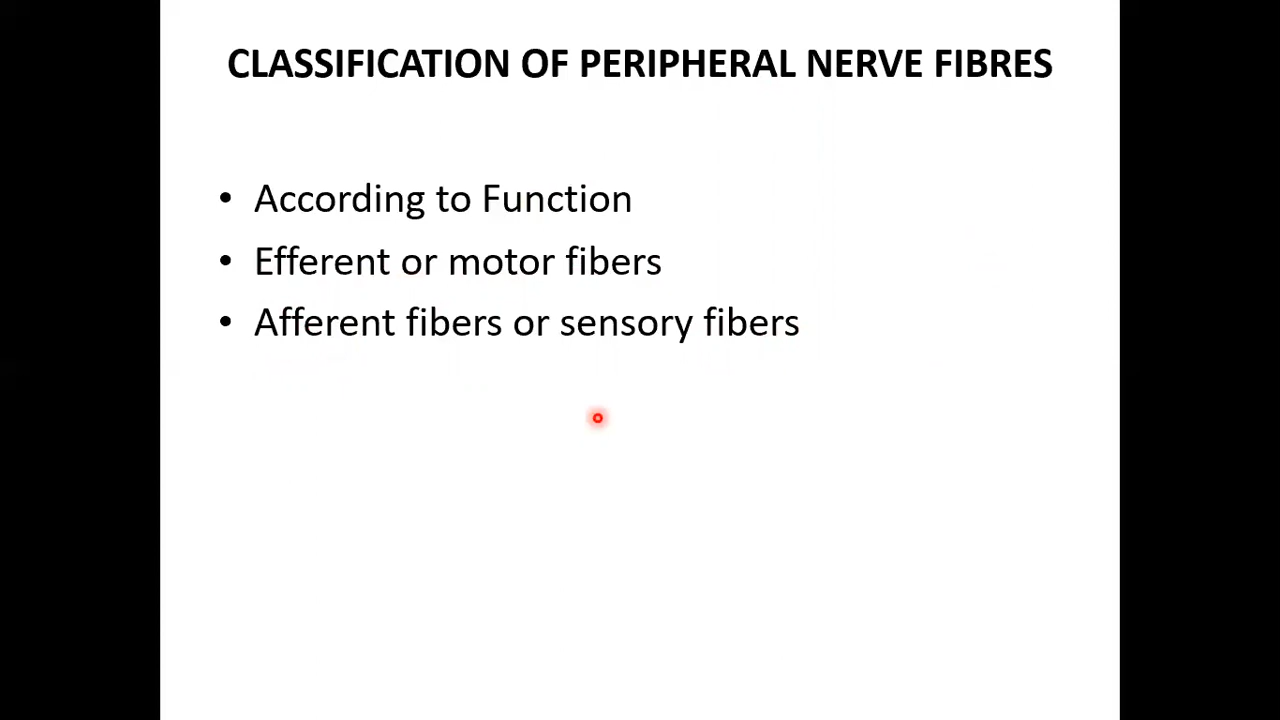 CLASSIFICATION OF PERIPHERAL NERVE FIBRES
• According to Function
• Efferent or motor fibers
• Afferent fibers or sensory fibers